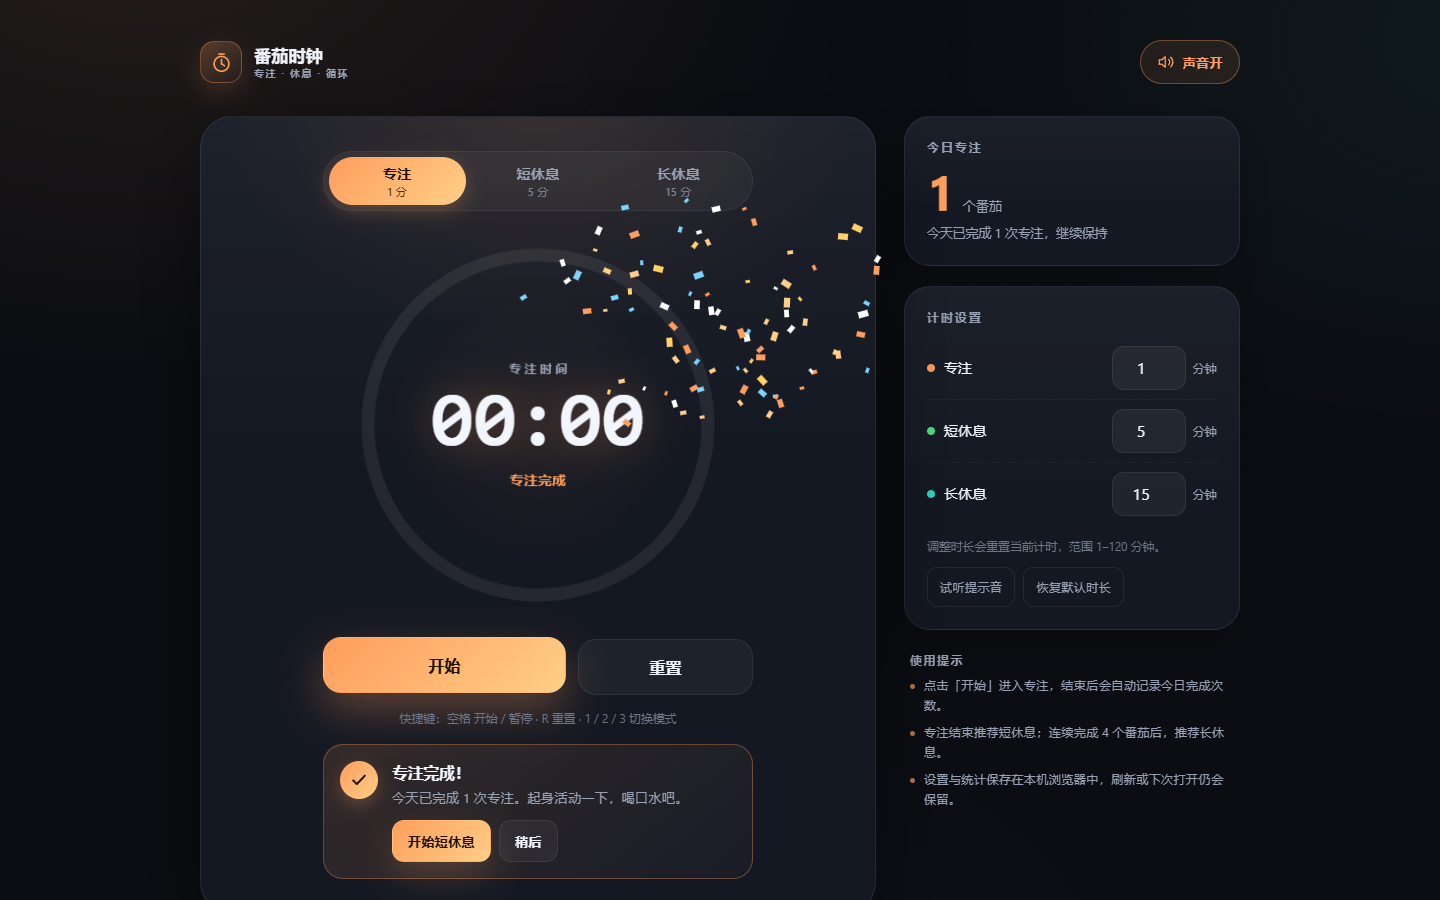 番茄时钟
专注 · 休息 · 循环
声音开
专注
1 分
短休息
5 分
长休息
15 分
专注时间
00:00
专注完成
开始
重置
快捷键：空格 开始 / 暂停 · R 重置 · 1 / 2 / 3 切换模式
专注完成！
今天已完成 1 次专注。起身活动一下，喝口水吧。
开始短休息
稍后
今日专注
1 个番茄
今天已完成 1 次专注，继续保持
计时设置
专注 1 分钟
短休息 5 分钟
长休息 15 分钟
调整时长会重置当前计时，范围 1–120 分钟。
试听提示音
恢复默认时长
使用提示
点击「开始」进入专注，结束后会自动记录今日完成次
数。
专注结束推荐短休息；连续完成 4 个番茄后，推荐长休
息。
设置与统计保存在本机浏览器中，刷新或下次打开仍会
保留。